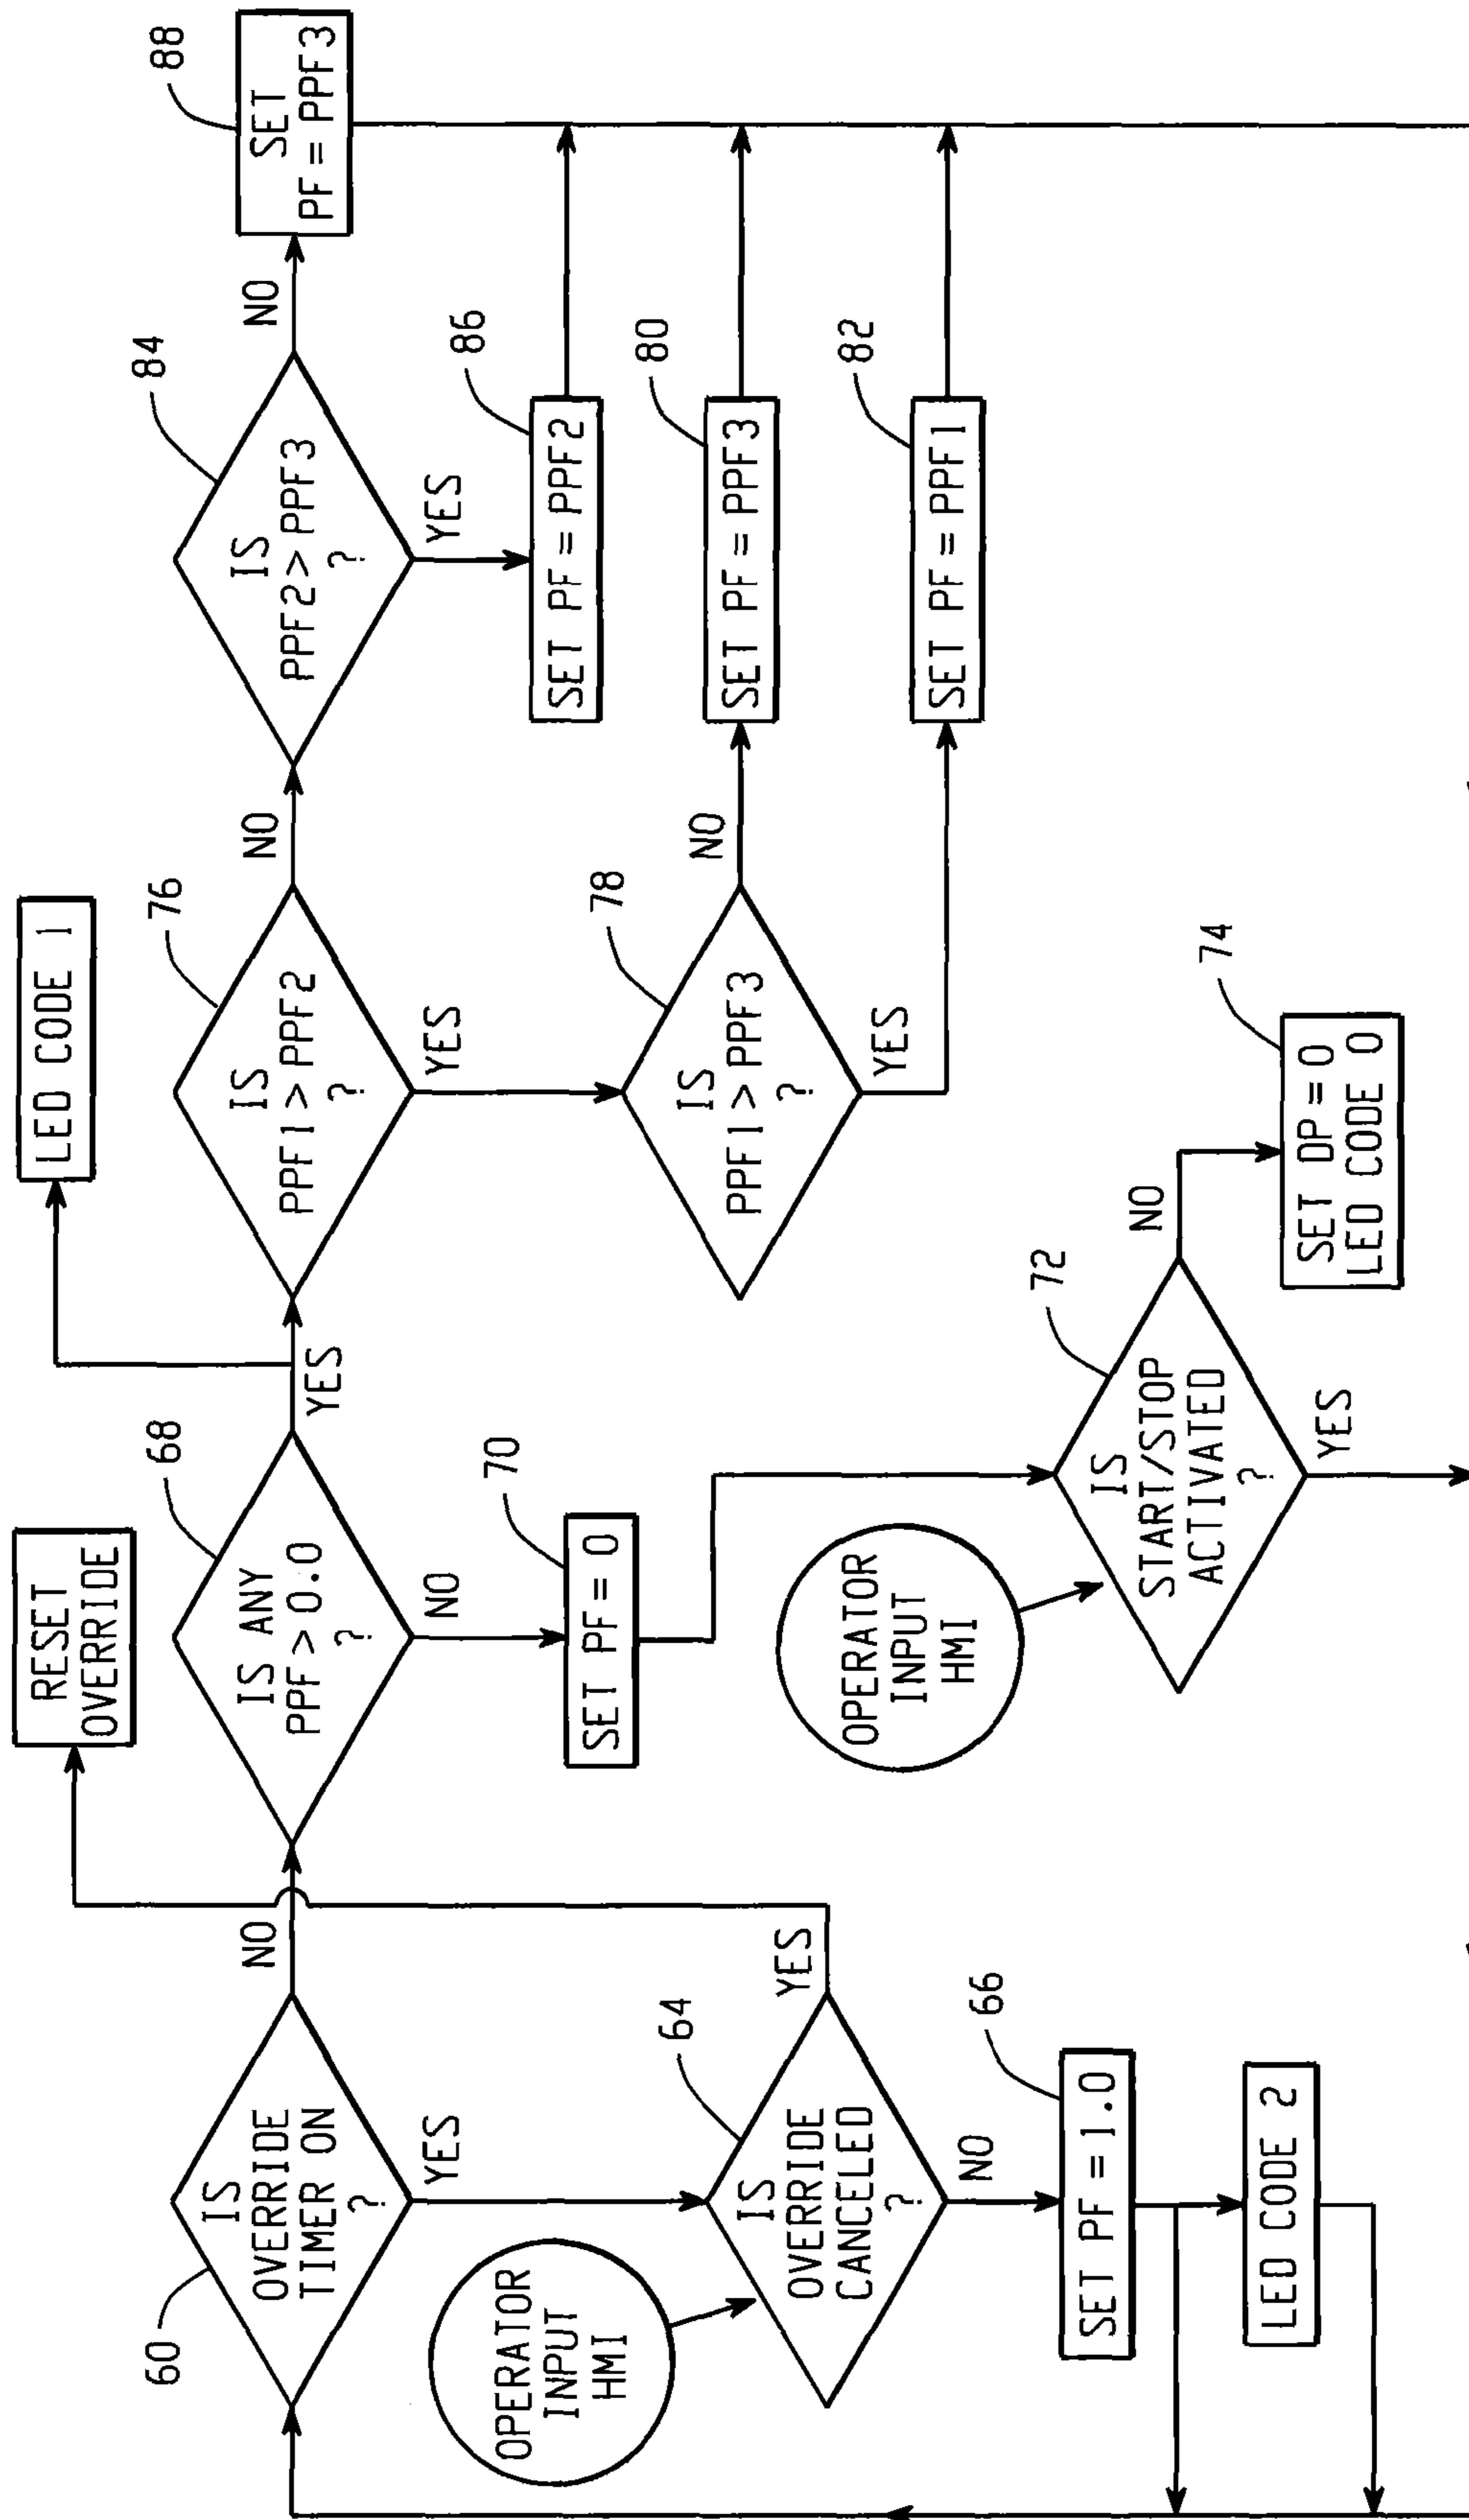 60
IS
OVERRIDE
TIMER ON
?
NO
YES
OPERATOR
INPUT
HMI
64
IS
OVERRIDE
CANCELED
?
YES
NO
66
SET PF = 1.0
LED CODE 2
RESET
OVERRIDE
68
IS ANY
PPF > 0.0
?
YES
NO
70
SET PF = 0
OPERATOR
INPUT
HMI
72
IS
START/STOP
ACTIVATED
?
NO
YES
74
SET DP = 0
LED CODE 0
LED CODE 1
76
IS
PPF1 > PPF2
?
NO
YES
78
IS
PPF1 > PPF3
?
NO
YES
84
IS
PPF2 > PPF3
?
NO
YES
86
SET PF = PPF2
80
SET PF = PPF3
82
SET PF = PPF1
88
SET
PF = PPF3